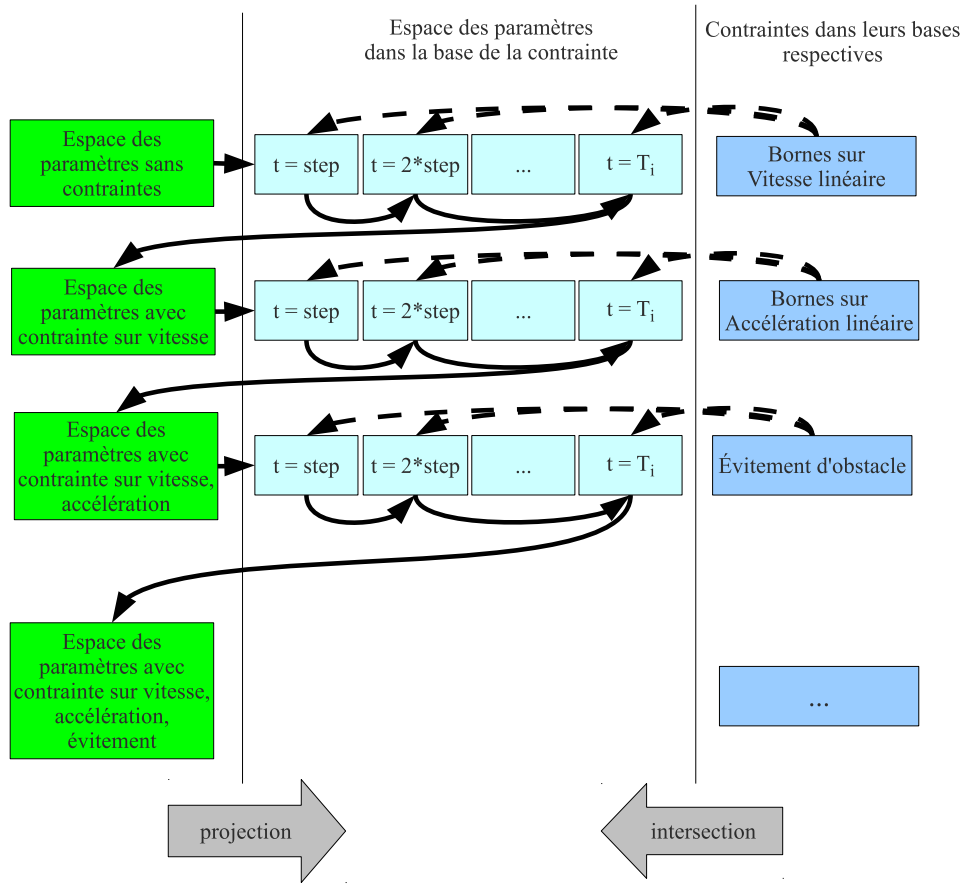 Espace des paramètres
dans la base de la contrainte
Contraintes dans leurs bases
respectives
Espace des
paramètres sans
contraintes
t = step
t = 2*step
...
t = Ti
Bornes sur
Vitesse linéaire
Espace des
paramètres avec
contrainte sur vitesse
t = step
t = 2*step
...
t = Ti
Bornes sur
Accélération linéaire
Espace des
paramètres avec
contrainte sur vitesse,
accélération
t = step
t = 2*step
...
t = Ti
Évitement d'obstacle
Espace des
paramètres avec
contrainte sur vitesse,
accélération,
évitement
...
projection
intersection